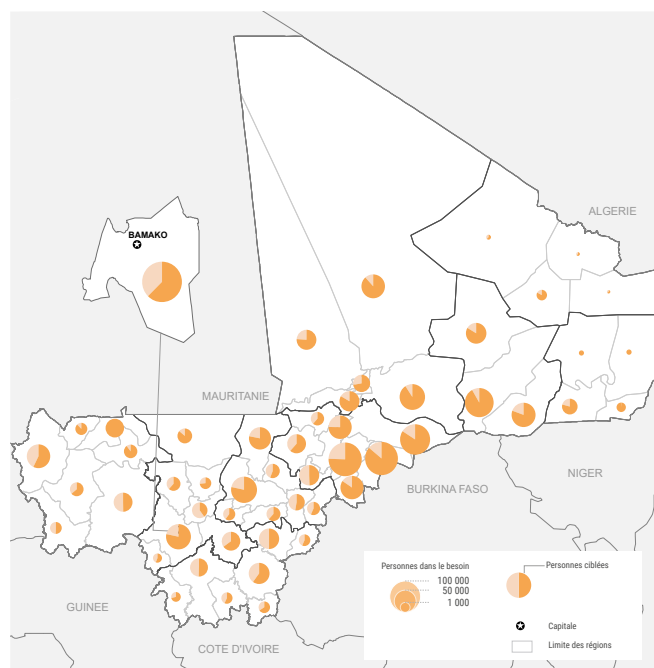 ALGERIE
BAMAKO
MAURITANIE
NIGER
BURKINA FASO
GUINEE
COTE D'IVOIRE
Personnes dans le besoin
100 000
50 000
1 000
Personnes ciblées
Capitale
Limite des régions